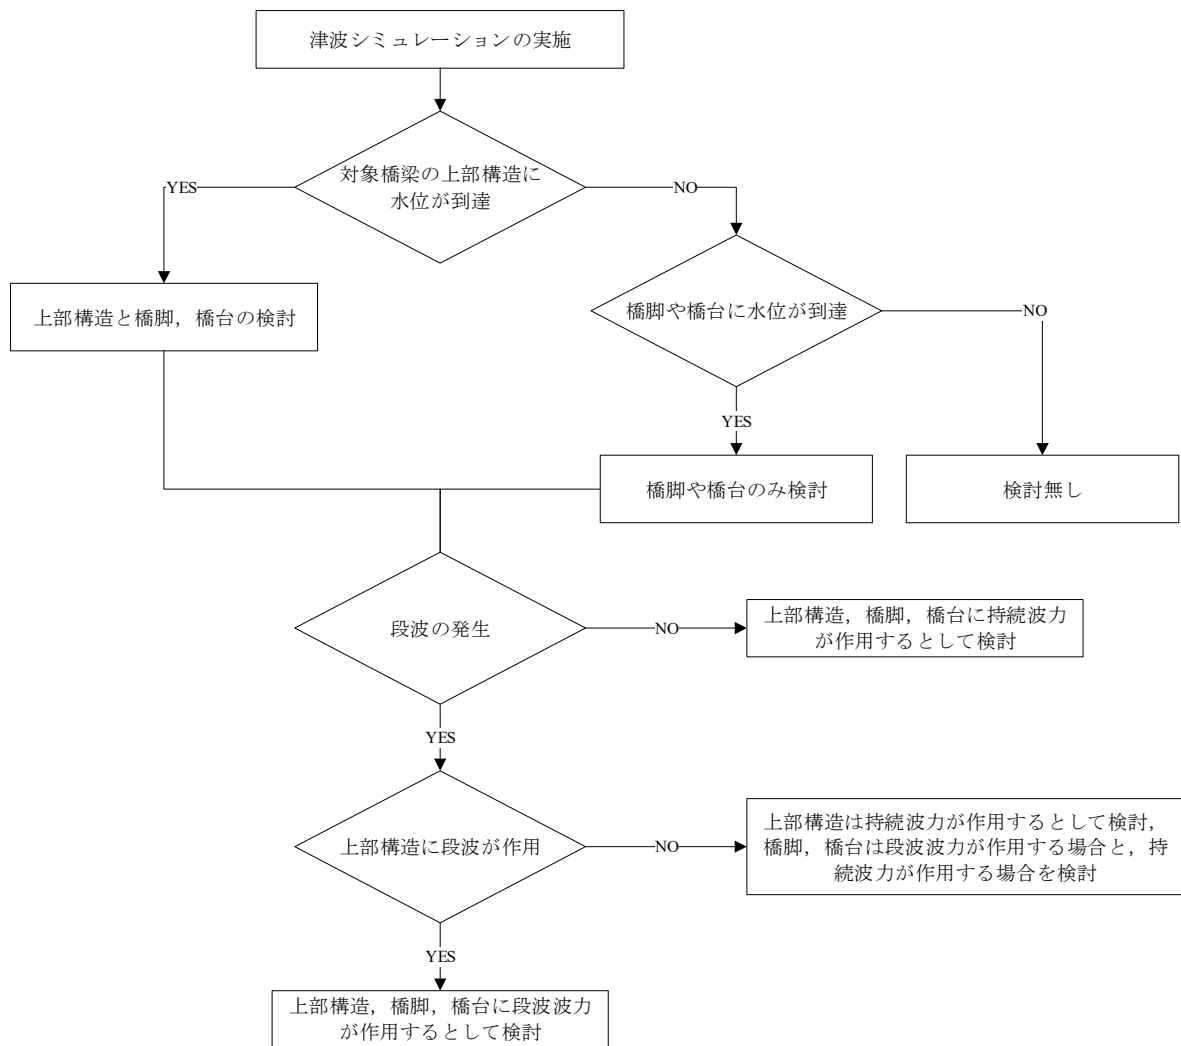 津波シミュレーションの実施
対象橋梁の上部構造に
水位が到達
YES
NO
上部構造と橋脚，橋台の検討
橋脚や橋台に水位が到達
NO
YES
橋脚や橋台のみ検討
検討無し
段波の発生
NO
上部構造，橋脚，橋台に持続波力
が作用するとして検討
YES
上部構造に段波が作用
NO
上部構造は持続波力が作用するとして検討，
橋脚，橋台は段波波力が作用する場合と，持
続波力が作用する場合を検討
YES
上部構造，橋脚，橋台に段波波力
が作用するとして検討